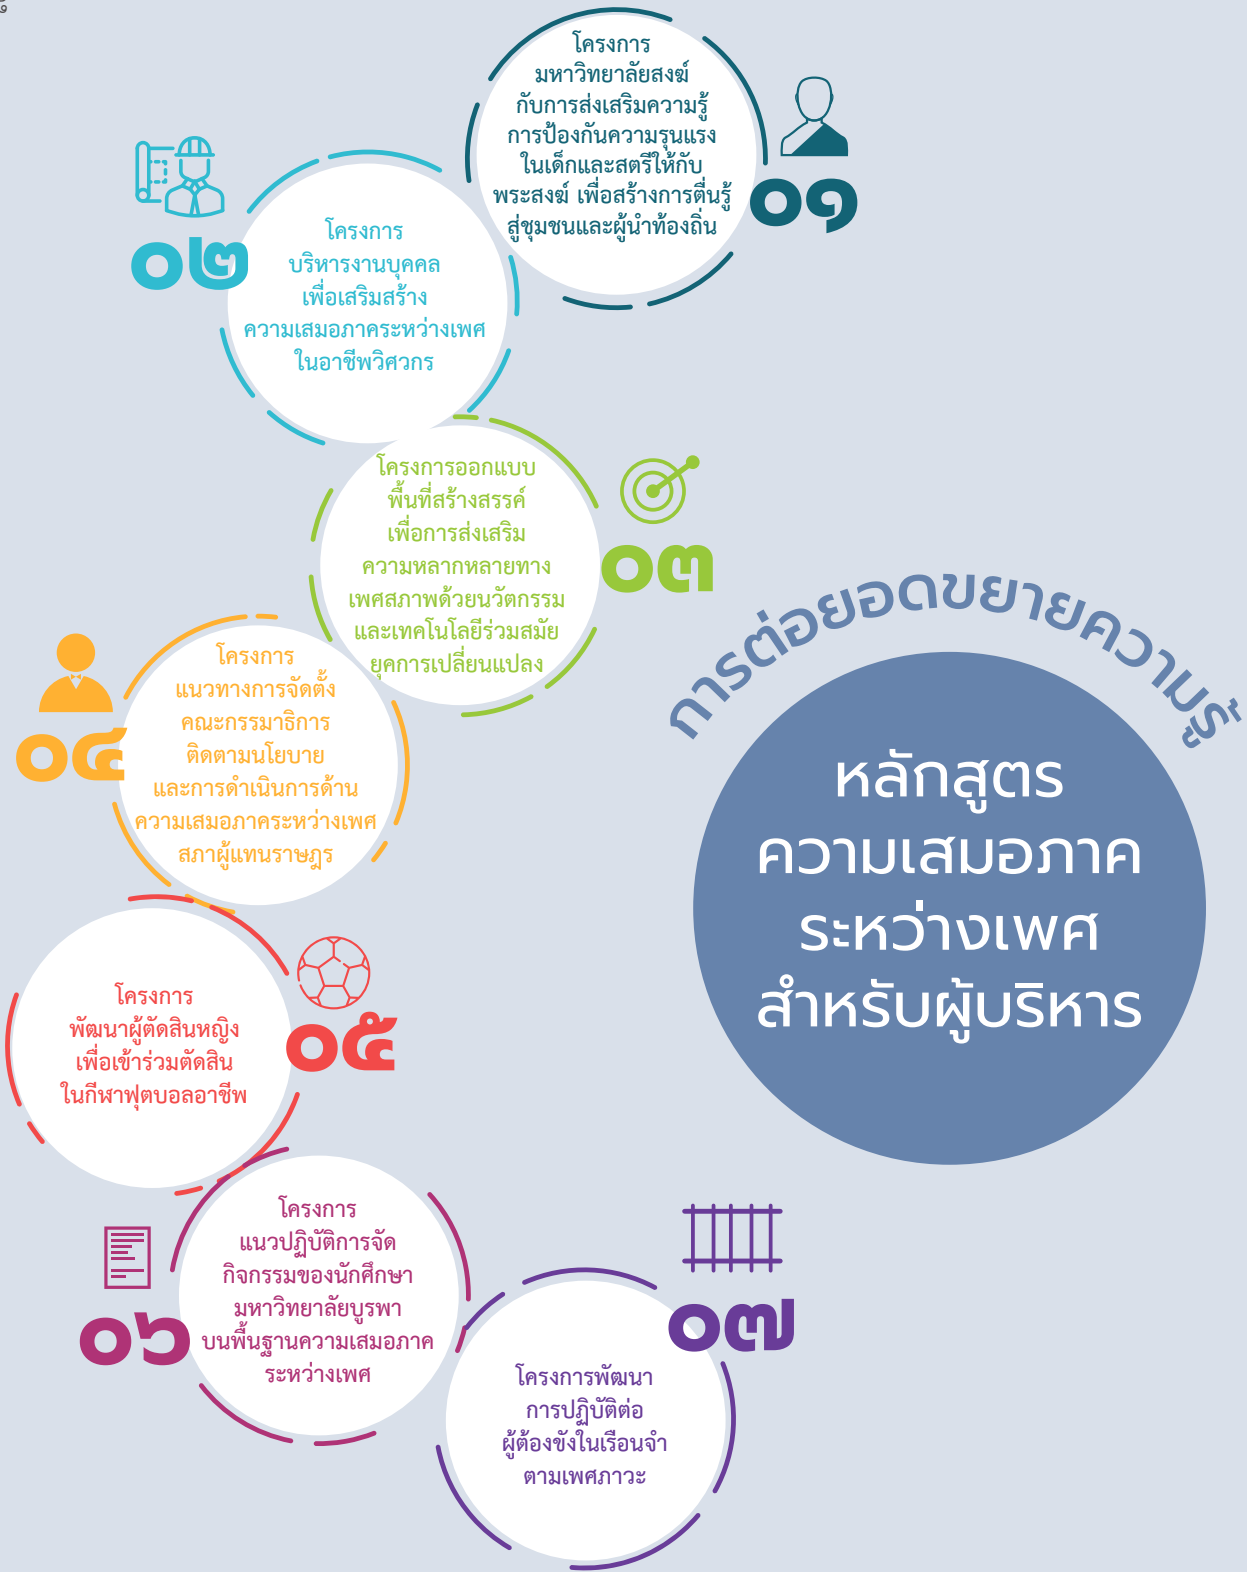 โครงการ
มหาวิทยาลัยสงฆ์
กับการส่งเสริมความรู้
การป้องกันความรุนแรง
ในเด็กและสตรีให้กับ
พระสงฆ์ เพื่อสร้างการตื่นรู้
สู่ชุมชนและผู้นำท้องถิ่น
๐๑
โครงการ
บริหารงานบุคคล
เพื่อเสริมสร้าง
ความเสมอภาคระหว่างเพศ
ในอาชีพวิศวกร
๐๒
โครงการออกแบบ
พื้นที่สร้างสรรค์
เพื่อการส่งเสริม
ความหลากหลายทาง
เพศสภาพด้วยนวัตกรรม
และเทคโนโลยีร่วมสมัย
ยุคการเปลี่ยนแปลง
๐๓
โครงการ
แนวทางการจัดตั้ง
คณะกรรมาธิการ
ติดตามนโยบาย
และการดำเนินการด้าน
ความเสมอภาคระหว่างเพศ
สภาผู้แทนราษฎร
๐๔
โครงการ
พัฒนาผู้ตัดสินหญิง
เพื่อเข้าร่วมตัดสิน
ในกีฬาฟุตบอลอาชีพ
๐๕
โครงการ
แนวปฏิบัติการจัด
กิจกรรมของนักศึกษา
มหาวิทยาลัยบูรพา
บนพื้นฐานความเสมอภาค
ระหว่างเพศ
๐๖
โครงการพัฒนา
การปฏิบัติต่อ
ผู้ต้องขังในเรือนจำ
ตามเพศภาวะ
๐๗
การต่อยอดขยายความรู้
หลักสูตร
ความเสมอภาค
ระหว่างเพศ
สำหรับผู้บริหาร